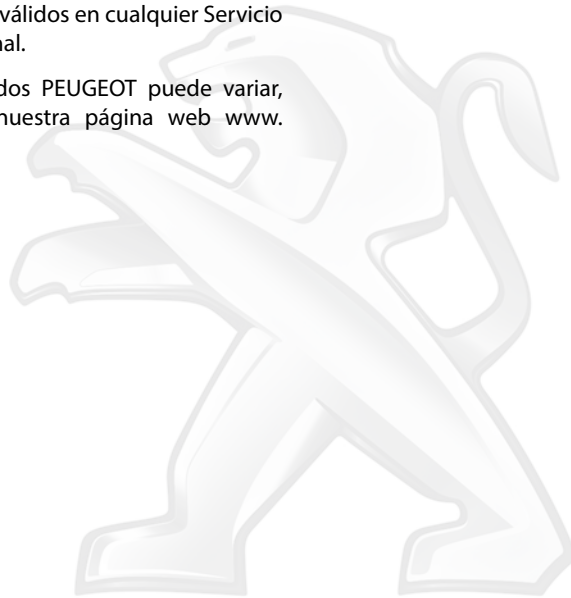 válidos en cualquier Servicio
nal.
dos PEUGEOT puede variar,
nuestra página web www.